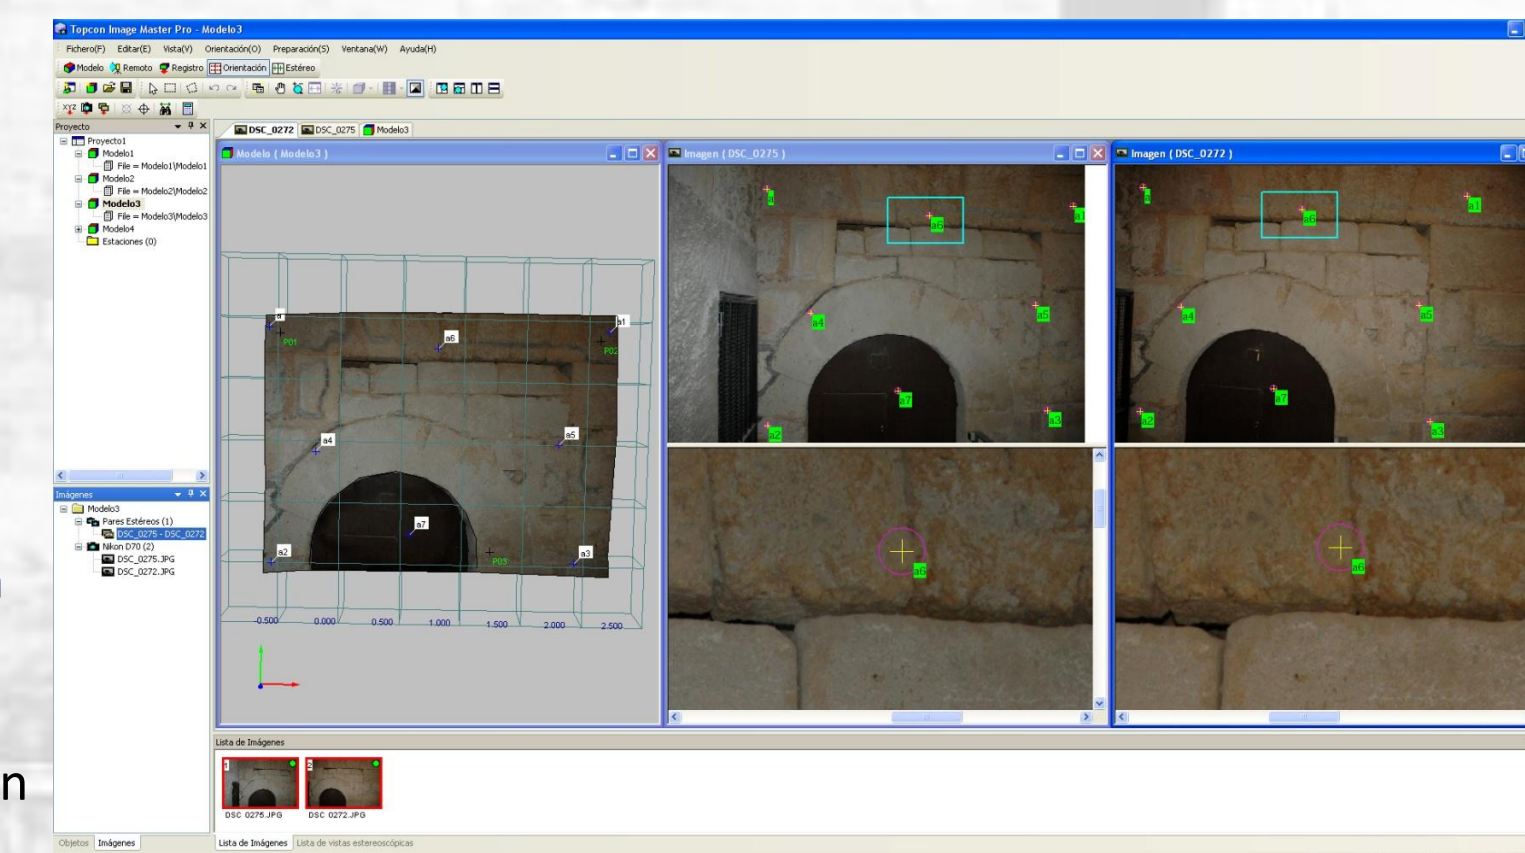 Topcon Image Master Pro - Modelo3
Fichero(F) Editar(E) Vista(V) Orientación(O) Preparación(S) Ventana(W) Ayuda(H)
Modelo Remoto Registro Orientación Estéreo
XYZ
Proyecto
Proyecto1
Modelo1
File = Modelo1\Modelo1
Modelo2
File = Modelo2\Modelo2
Modelo3
File = Modelo3\Modelo3
Modelo4
Estaciones (0)
Imágenes
Modelo3
Pares Estéreos (1)
DSC_0275 - DSC_0272
Nikon D70 (2)
DSC_0275.JPG
DSC_0272.JPG
Objetos Imágenes
DSC_0272 DSC_0275 Modelo3
Modelo ( Modelo3 )
a a1
P01 a6 P02
a4 a5
a7
a2 P03 a3
-0.500 0.000 0.500 1.000 1.500 2.000 2.500
Imagen ( DSC_0275 )
a a6 a1
a4 a5
a7
a2 a3
a6
Imagen ( DSC_0272 )
a a6 a1
a4 a5
a7
a2 a3
a6
Lista de Imágenes
1 2
DSC_0275.JPG DSC_0272.JPG
Lista de Imágenes Lista de vistas estereoscópicas
n